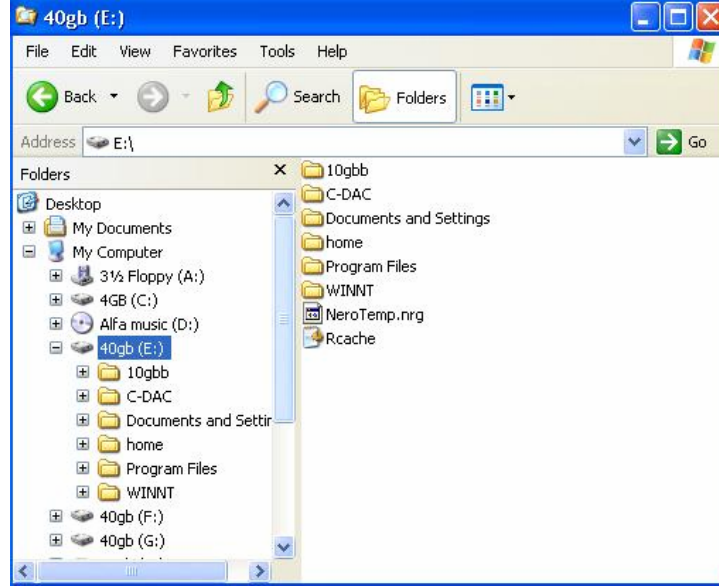 40gb (E:)
File Edit View Favorites Tools Help
Back Search Folders
Address E:\ Go
Folders
Desktop
My Documents
My Computer
3½ Floppy (A:)
4GB (C:)
Alfa music (D:)
40gb (E:)
10gbb
C-DAC
Documents and Settin
home
Program Files
WINNT
40gb (F:)
40gb (G:)
10gbb
C-DAC
Documents and Settings
home
Program Files
WINNT
NeroTemp.nrg
Rcache